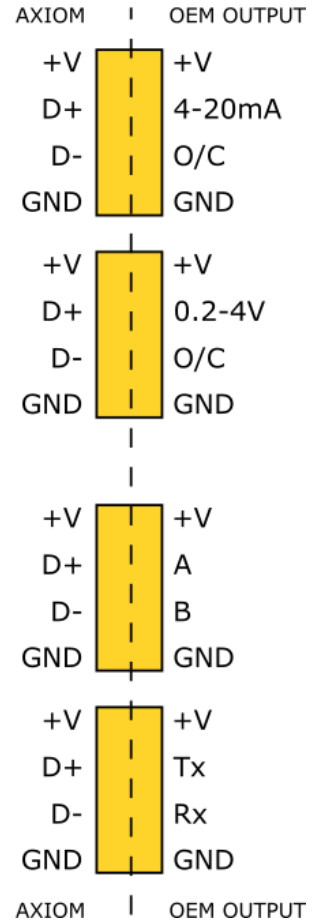 AXIOM OEM OUTPUT
+V +V
D+ 4-20mA
D- O/C
GND GND
+V +V
D+ 0.2-4V
D- O/C
GND GND
+V +V
D+ A
D- B
GND GND
+V +V
D+ Tx
D- Rx
GND GND
AXIOM OEM OUTPUT